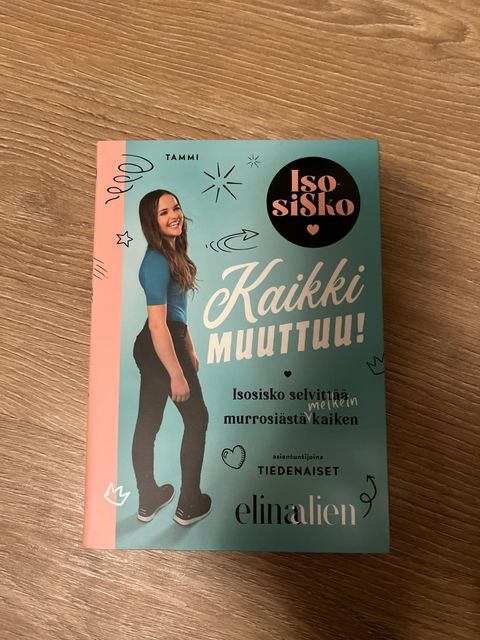 TAMMI
Iso
siSko
Kaikki
MUUTTUU!
Isosisko selvittää
melkein
murrosiästä kaiken
asiantuntijoina
TIEDENAISET
elinaalien